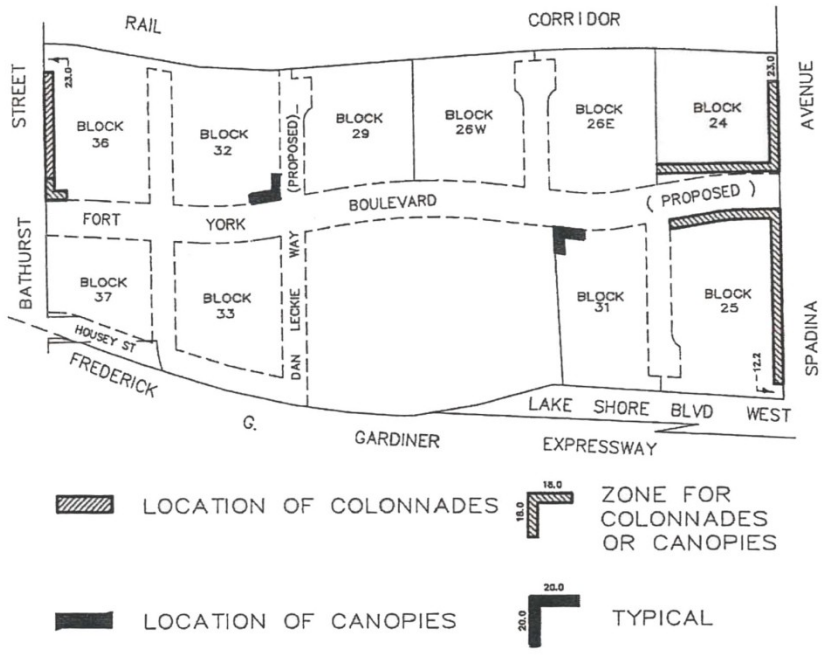 RAIL
CORRIDOR
STREET
23.0
23.0
AVENUE
BLOCK
36
BLOCK
32
(PROPOSED)
BLOCK
29
BLOCK
26W
BLOCK
26E
BLOCK
24
FORT
YORK
BOULEVARD
( PROPOSED )
BATHURST
BLOCK
37
BLOCK
33
DAN LECKIE WAY
BLOCK
31
BLOCK
25
SPADINA
HOUSEY ST
12.2
FREDERICK
G.
GARDINER
EXPRESSWAY
LAKE SHORE BLVD WEST
LOCATION OF COLONNADES
18.0
18.0
ZONE FOR
COLONNADES
OR CANOPIES
LOCATION OF CANOPIES
20.0
20.0
TYPICAL